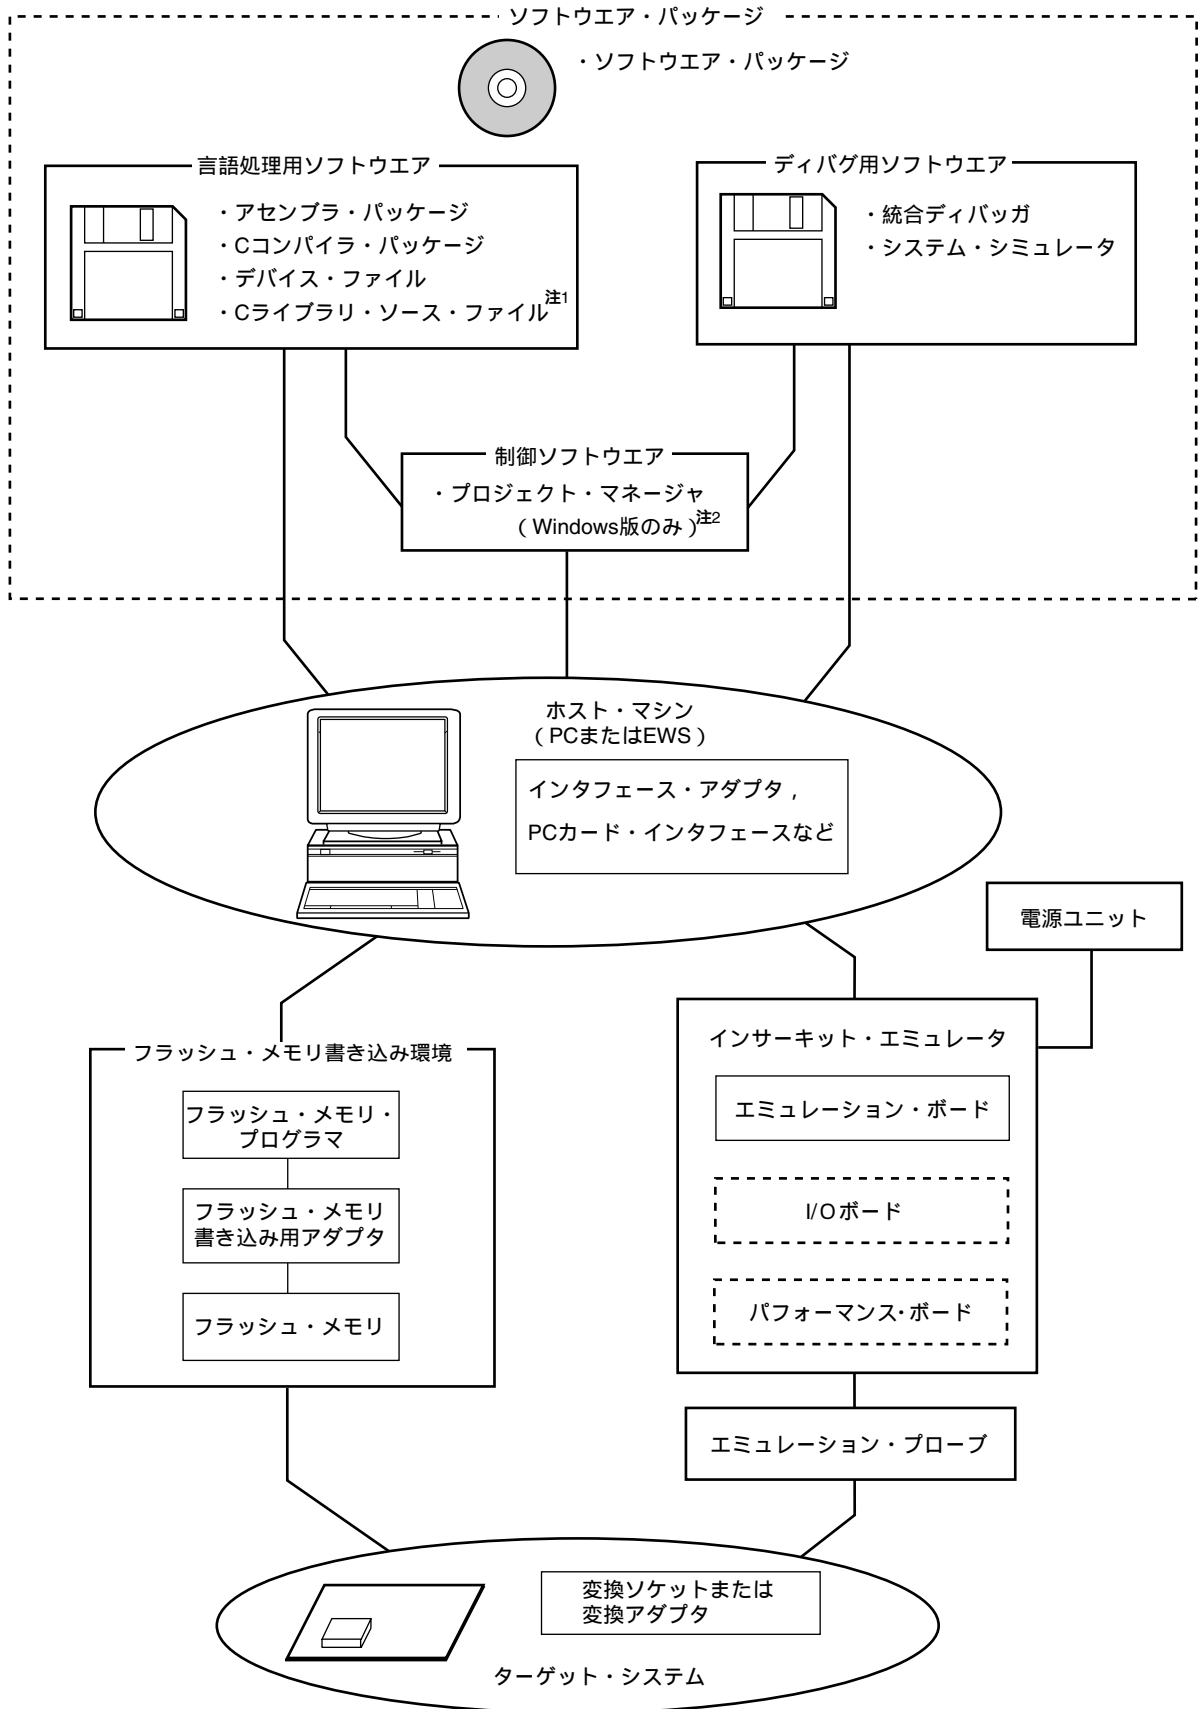 ソフトウエア・パッケージ
・ソフトウエア・パッケージ
言語処理用ソフトウエア
・アセンブラ・パッケージ
・Cコンパイラ・パッケージ
・デバイス・ファイル
・Cライブラリ・ソース・ファイル注1
ディバグ用ソフトウエア
・統合ディバッガ
・システム・シミュレータ
制御ソフトウエア
・プロジェクト・マネージャ
（Windows版のみ）注2
ホスト・マシン
（PCまたはEWS）
インタフェース・アダプタ，
PCカード・インタフェースなど
電源ユニット
フラッシュ・メモリ書き込み環境
フラッシュ・メモリ・
プログラマ
フラッシュ・メモリ
書き込み用アダプタ
フラッシュ・メモリ
インサーキット・エミュレータ
エミュレーション・ボード
I/Oボード
パフォーマンス・ボード
エミュレーション・プローブ
変換ソケットまたは
変換アダプタ
ターゲット・システム